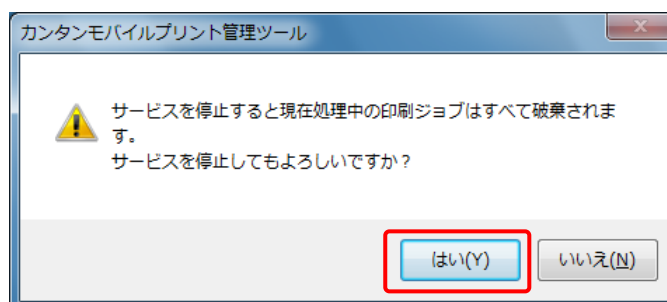 カンタンモバイルプリント管理ツール
サービスを停止すると現在処理中の印刷ジョブはすべて破棄されま
す。
サービスを停止してもよろしいですか？
はい(Y)
いいえ(N)